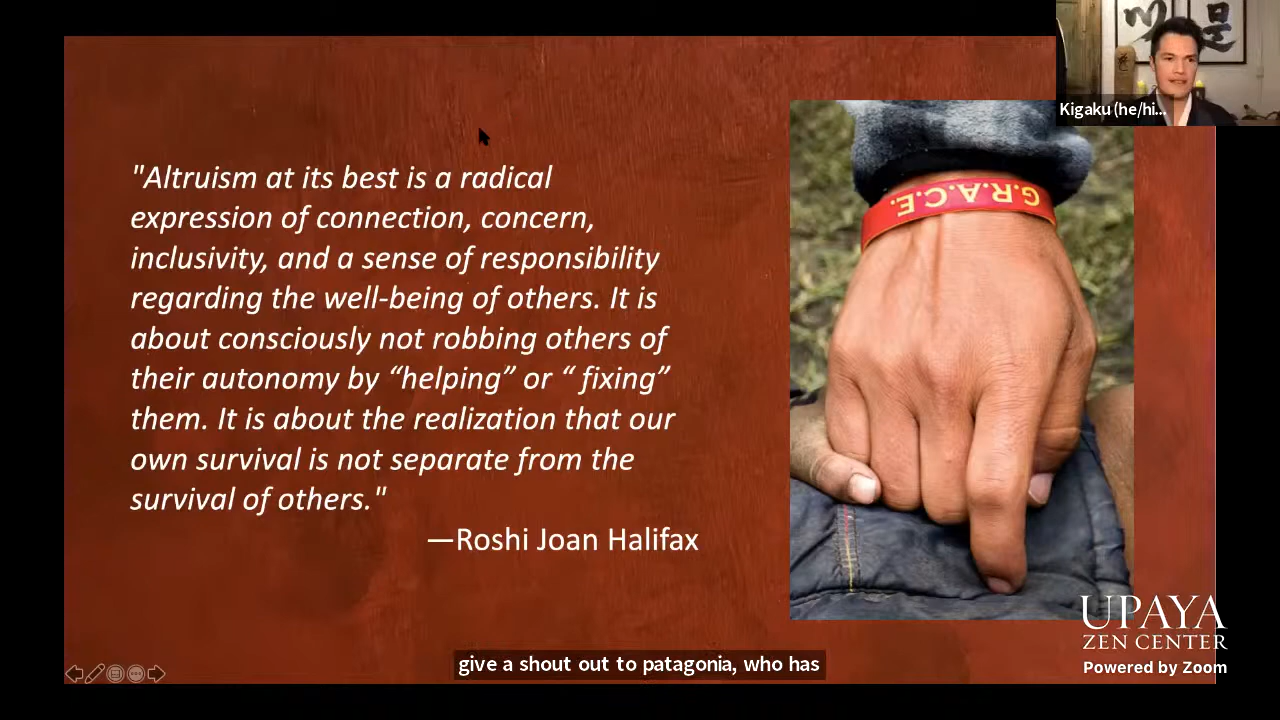 "Altruism at its best is a radical
expression of connection, concern,
inclusivity, and a sense of responsibility
regarding the well-being of others. It is
about consciously not robbing others of
their autonomy by “helping” or “ fixing”
them. It is about the realization that our
own survival is not separate from the
survival of others."
—Roshi Joan Halifax
G.R.A.C.E.
Kigaku (he/hi...
UPAYA
ZEN CENTER
Powered by Zoom
give a shout out to patagonia, who has